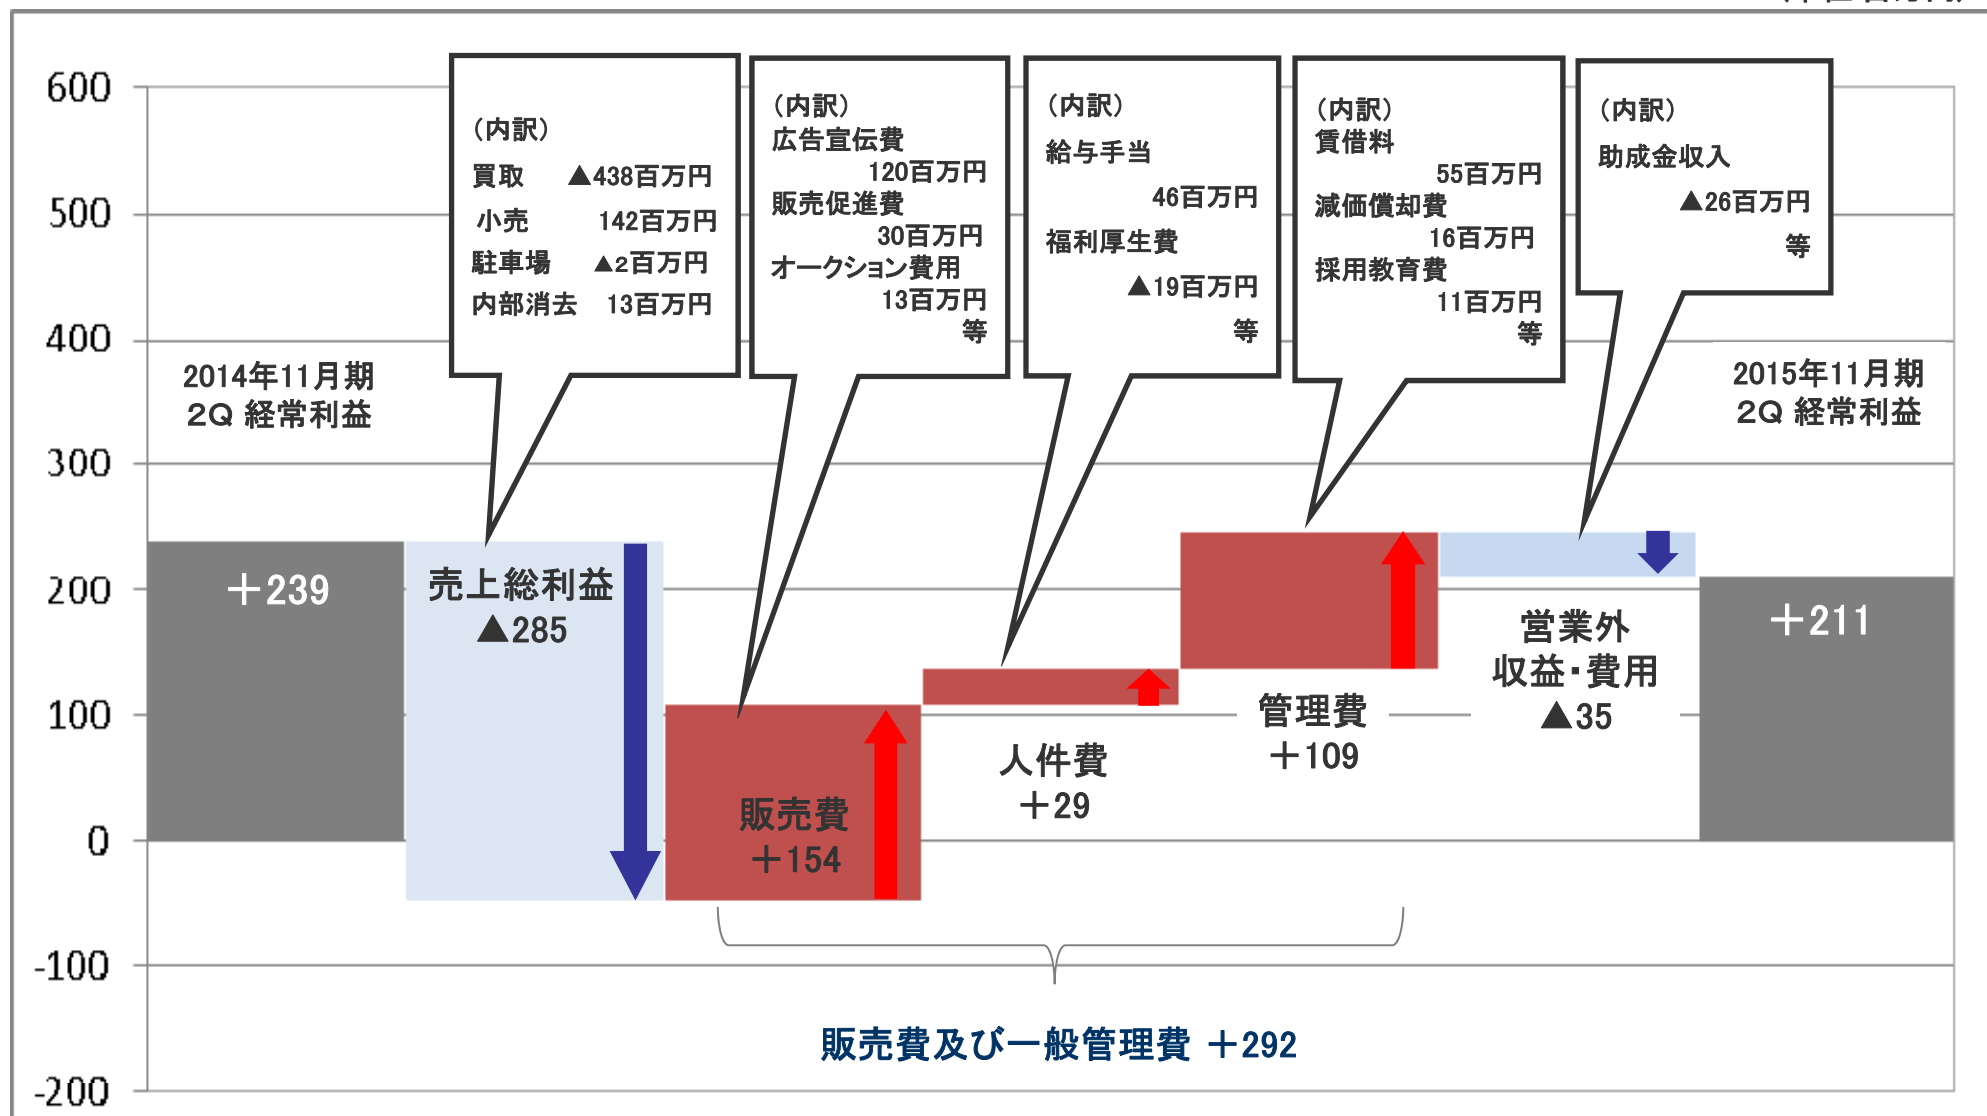 600
500
400
300
200
100
0
-100
-200
2014年11月期
2Q 経常利益
+239
(内訳)
買取 ▲438百万円
小売 142百万円
駐車場 ▲2百万円
内部消去 13百万円
売上総利益
▲285
(内訳)
広告宣伝費
120百万円
販売促進費
30百万円
オークション費用
13百万円
等
販売費
+154
(内訳)
給与手当
46百万円
福利厚生費
▲19百万円
等
人件費
+29
(内訳)
賃借料
55百万円
減価償却費
16百万円
採用教育費
11百万円
等
管理費
+109
(内訳)
助成金収入
▲26百万円
等
営業外
収益・費用
▲35
2015年11月期
2Q 経常利益
+211
販売費及び一般管理費 +292